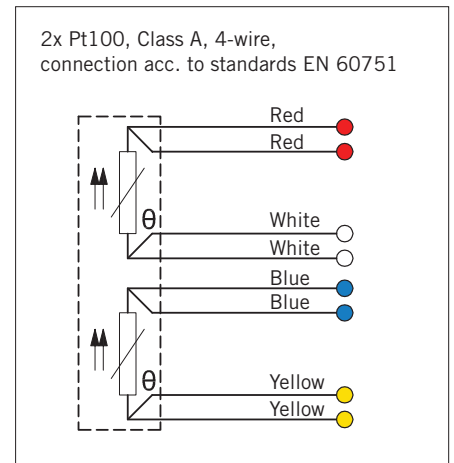 2x Pt100, Class A, 4-wire,
connection acc. to standards EN 60751
Red
Red
θ
White
White
Blue
Blue
θ
Yellow
Yellow